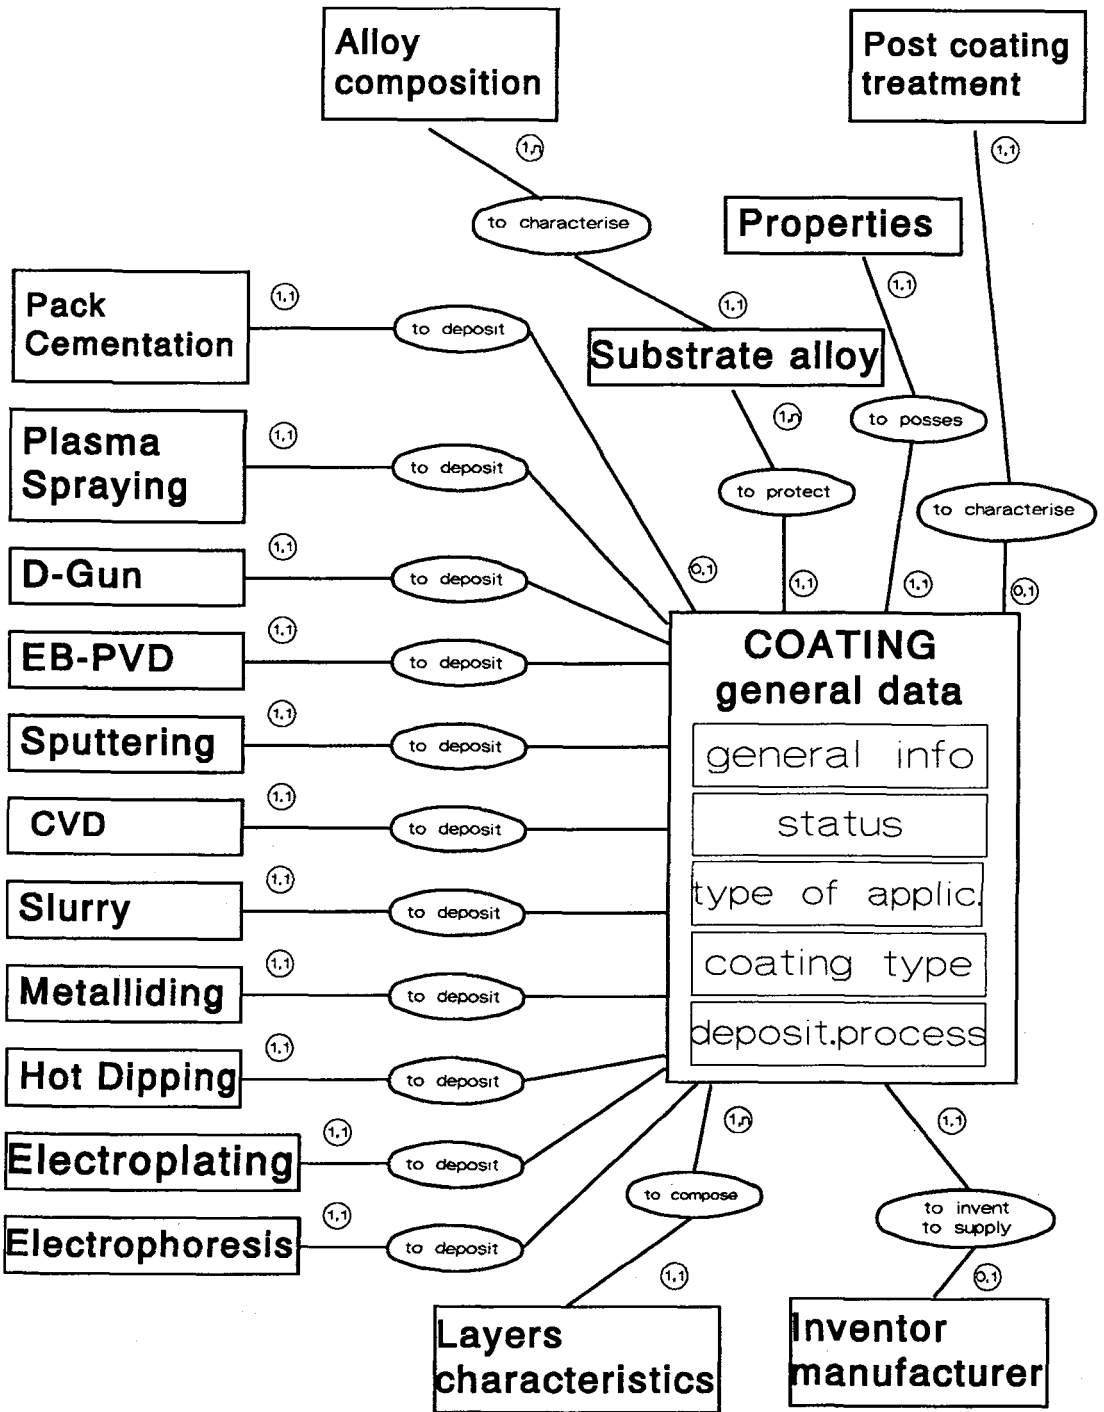 Alloy
composition
Post coating
treatment
1,n
1,1
to characterise
Properties
Pack
Cementation
1,1
to deposit
1,1
1,1
Substrate alloy
Plasma
Spraying
1,1
to deposit
1,n
to posses
to protect
to characterise
D-Gun
1,1
to deposit
0,1
1,1
1,1
0,1
EB-PVD
1,1
to deposit
COATING
general data
general info
status
type of applic.
coating type
deposit.process
Sputtering
1,1
to deposit
CVD
1,1
to deposit
Slurry
1,1
to deposit
Metalliding
1,1
to deposit
Hot Dipping
1,1
to deposit
Electroplating
1,1
to deposit
1,n
1,1
to compose
to invent
to supply
Electrophoresis
1,1
to deposit
1,1
0,1
Layers
characteristics
Inventor
manufacturer